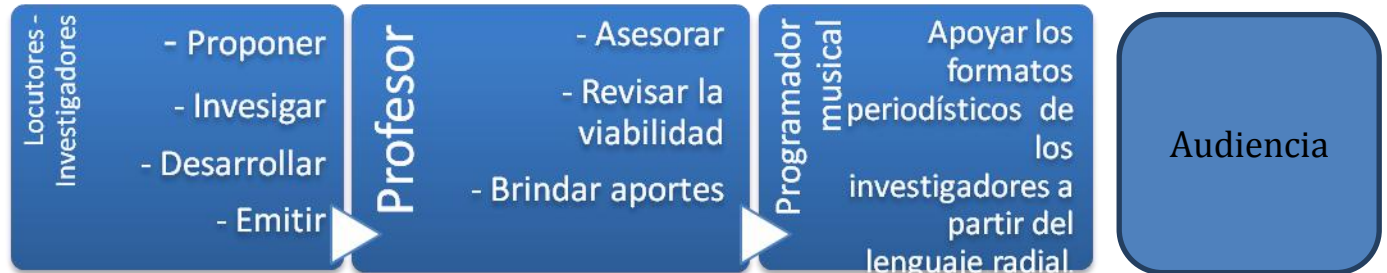 Locutores -
Investigadores
- Proponer
- Invesigar
- Desarrollar
- Emitir
Profesor
- Asesorar
- Revisar la
viabilidad
- Brindar aportes
Programador
musical
Apoyar los
formatos
periodísticos de
los
investigadores a
partir del
lenguaje radial.
Audiencia